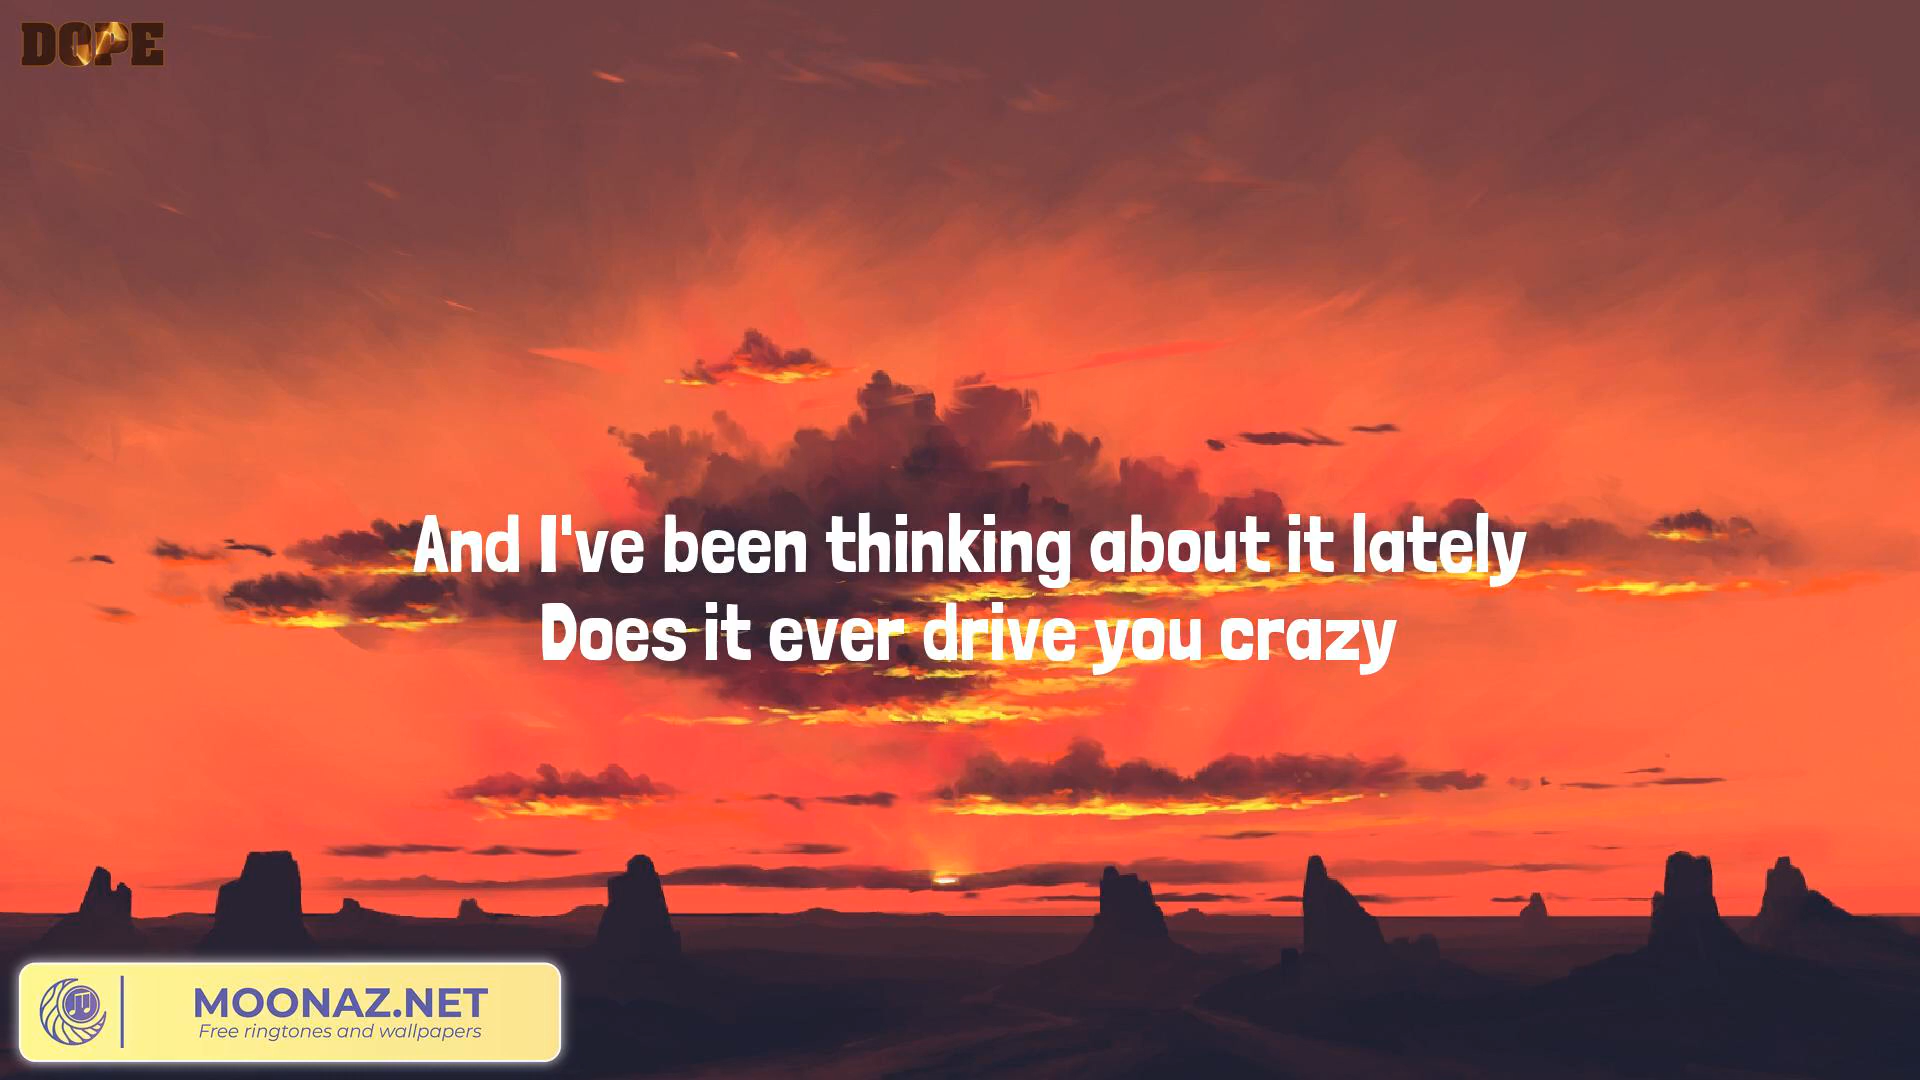 DOPE
And I've been thinking about it lately
Does it ever drive you crazy
MOONAZ.NET
Free ringtones and wallpapers